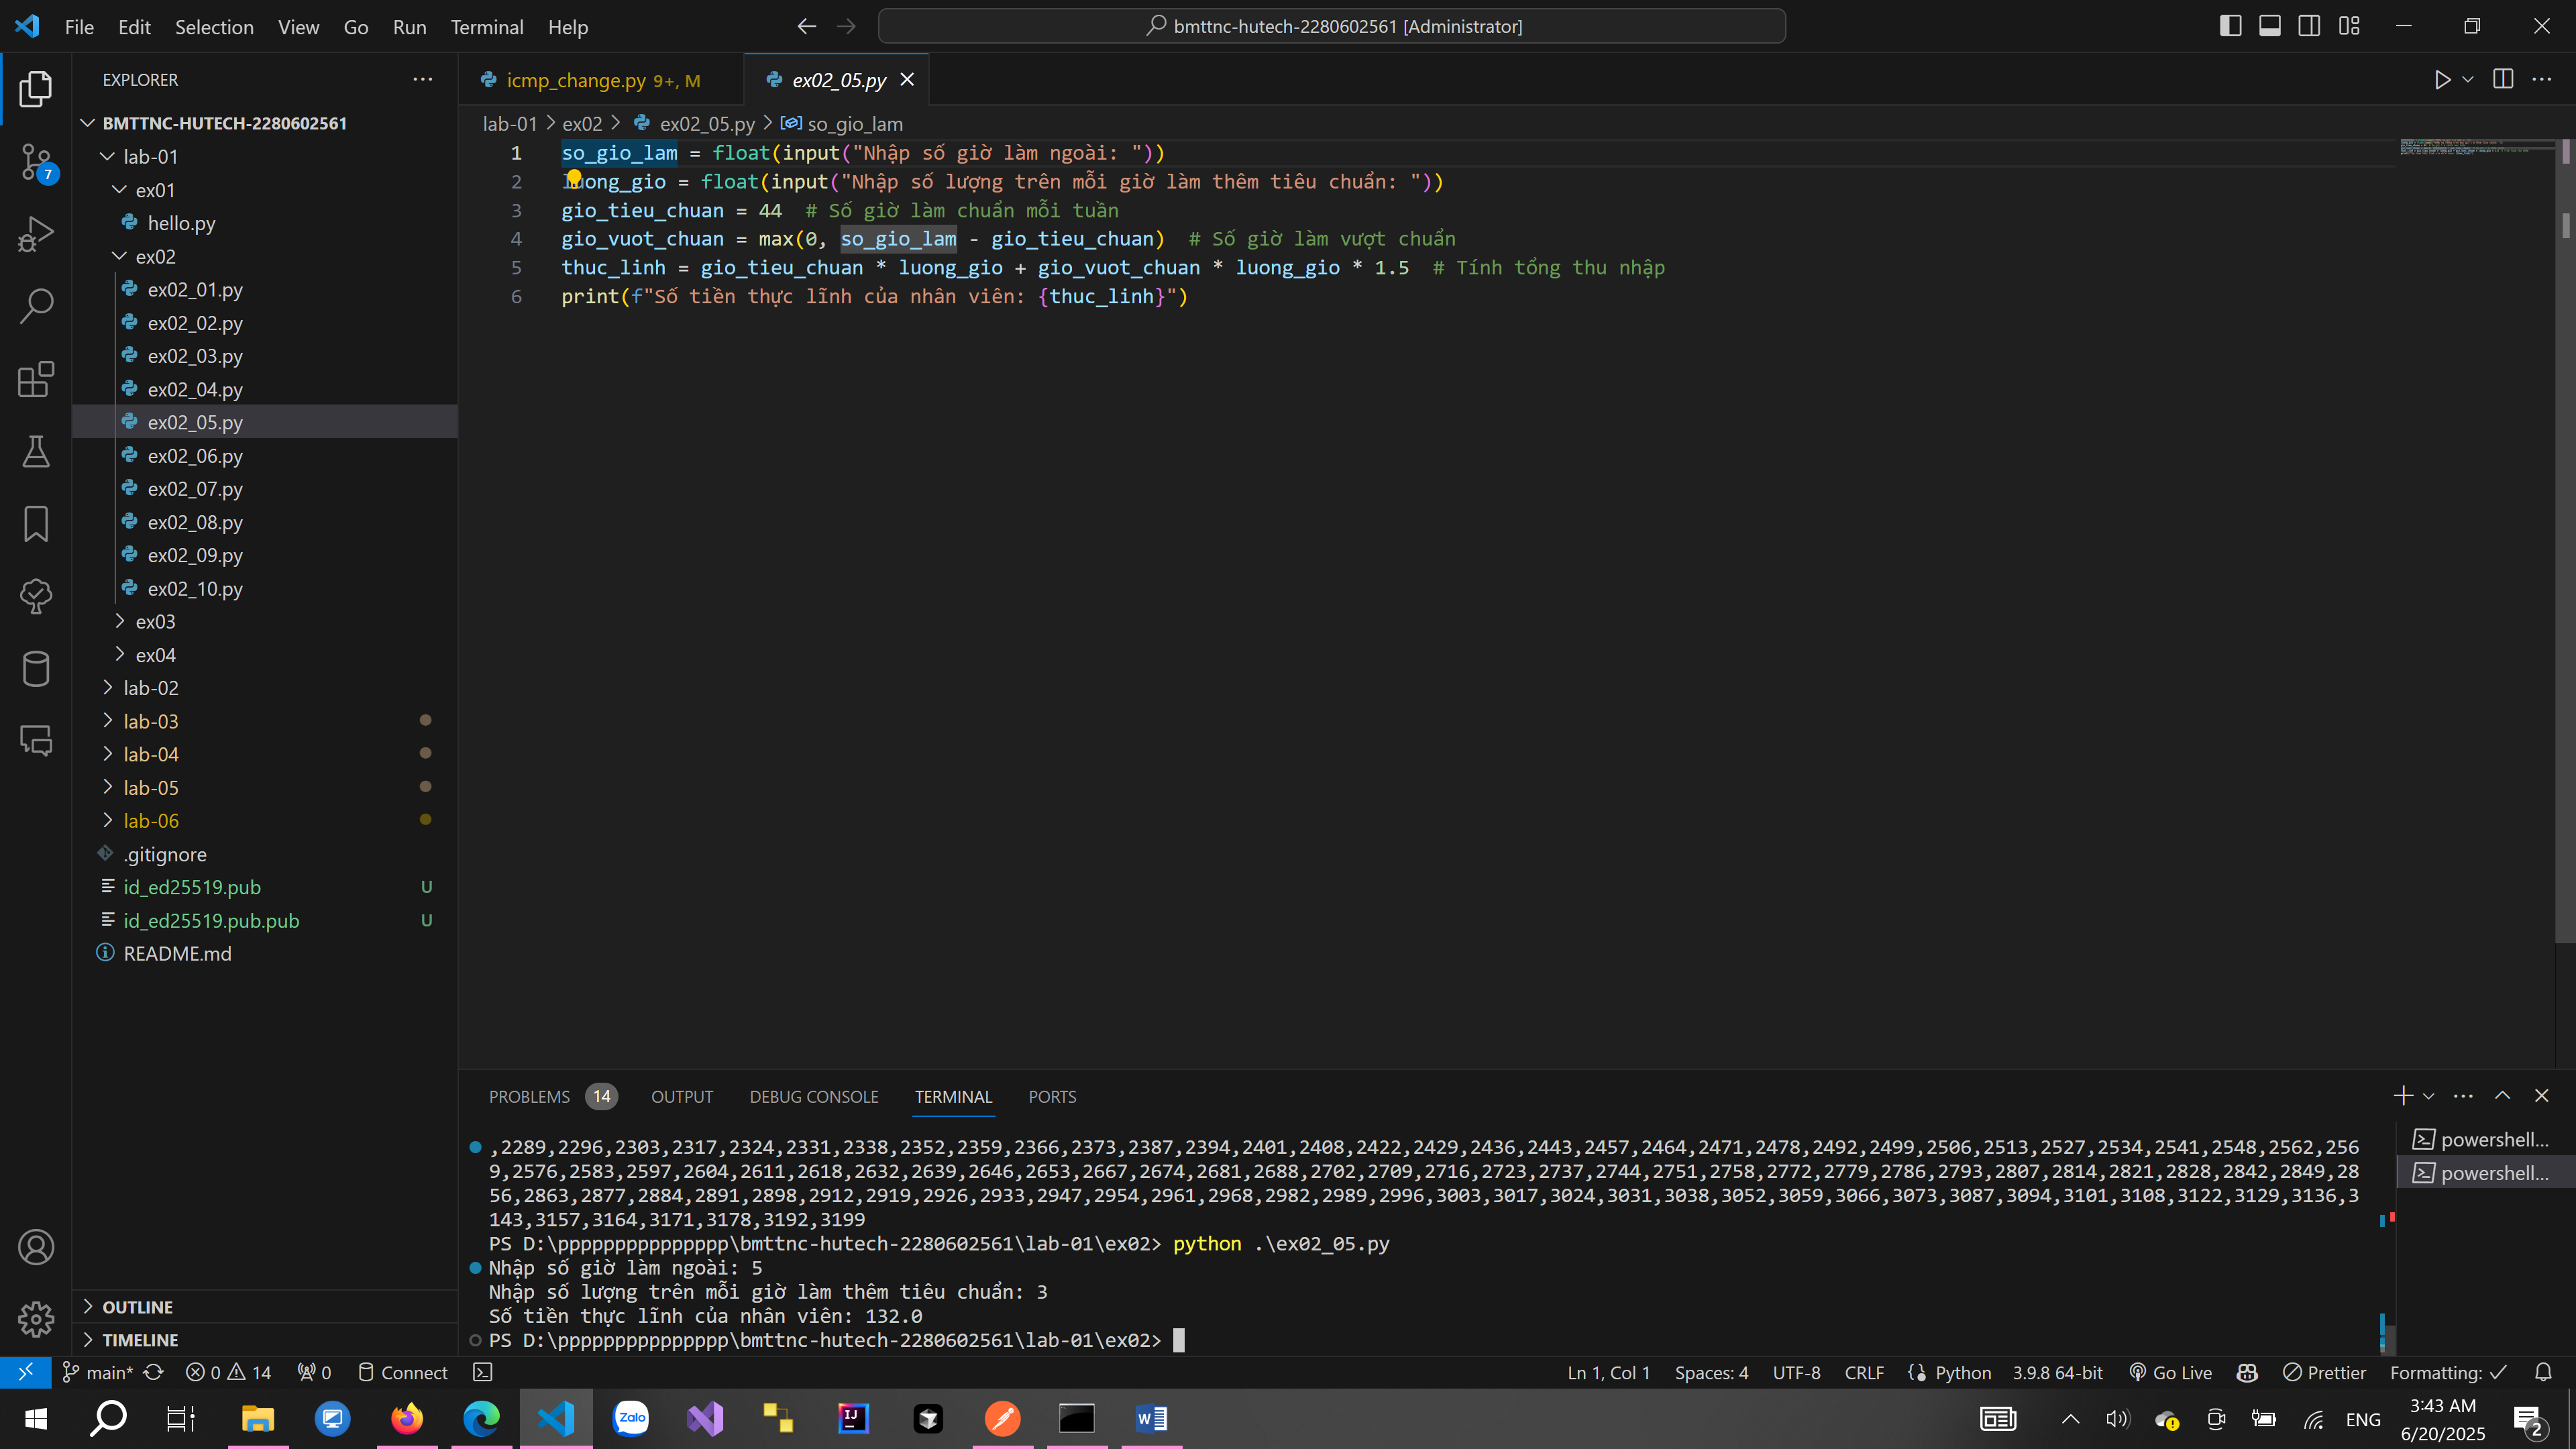 File Edit Selection View Go Run Terminal Help
bmttnc-hutech-2280602561 [Administrator]
EXPLORER
BMTTNC-HUTECH-2280602561
lab-01
ex01
hello.py
ex02
ex02_01.py
ex02_02.py
ex02_03.py
ex02_04.py
ex02_05.py
ex02_06.py
ex02_07.py
ex02_08.py
ex02_09.py
ex02_10.py
ex03
ex04
lab-02
lab-03
lab-04
lab-05
lab-06
.gitignore
id_ed25519.pub U
id_ed25519.pub.pub U
README.md
OUTLINE
TIMELINE
icmp_change.py 9+, M
ex02_05.py
lab-01 > ex02 > ex02_05.py > so_gio_lam
1 so_gio_lam = float(input("Nhập số giờ làm ngoài: "))
2 luong_gio = float(input("Nhập số lượng trên mỗi giờ làm thêm tiêu chuẩn: "))
3 gio_tieu_chuan = 44  # Số giờ làm chuẩn mỗi tuần
4 gio_vuot_chuan = max(0, so_gio_lam - gio_tieu_chuan)  # Số giờ làm vượt chuẩn
5 thuc_linh = gio_tieu_chuan * luong_gio + gio_vuot_chuan * luong_gio * 1.5  # Tính tổng thu nhập
6 print(f"Số tiền thực lĩnh của nhân viên: {thuc_linh}")
PROBLEMS 14 OUTPUT DEBUG CONSOLE TERMINAL PORTS
,2289,2296,2303,2317,2324,2331,2338,2352,2359,2366,2373,2387,2394,2401,2408,2422,2429,2436,2443,2457,2464,2471,2478,2492,2499,2506,2513,2527,2534,2541,2548,2562,256
9,2576,2583,2597,2604,2611,2618,2632,2639,2646,2653,2667,2674,2681,2688,2702,2709,2716,2723,2737,2744,2751,2758,2772,2779,2786,2793,2807,2814,2821,2828,2842,2849,28
56,2863,2877,2884,2891,2898,2912,2919,2926,2933,2947,2954,2961,2968,2982,2989,2996,3003,3017,3024,3031,3038,3052,3059,3066,3073,3087,3094,3101,3108,3122,3129,3136,3
143,3157,3164,3171,3178,3192,3199
PS D:\ppppppppppppppp\bmttnc-hutech-2280602561\lab-01\ex02> python .\ex02_05.py
Nhập số giờ làm ngoài: 5
Nhập số lượng trên mỗi giờ làm thêm tiêu chuẩn: 3
Số tiền thực lĩnh của nhân viên: 132.0
PS D:\ppppppppppppppp\bmttnc-hutech-2280602561\lab-01\ex02>
powershell...
powershell...
7
main* 0 14 0 Connect
Ln 1, Col 1 Spaces: 4 UTF-8 CRLF Python 3.9.8 64-bit Go Live Prettier Formatting:
Zalo
IJ
W
ENG
3:43 AM
6/20/2025
2